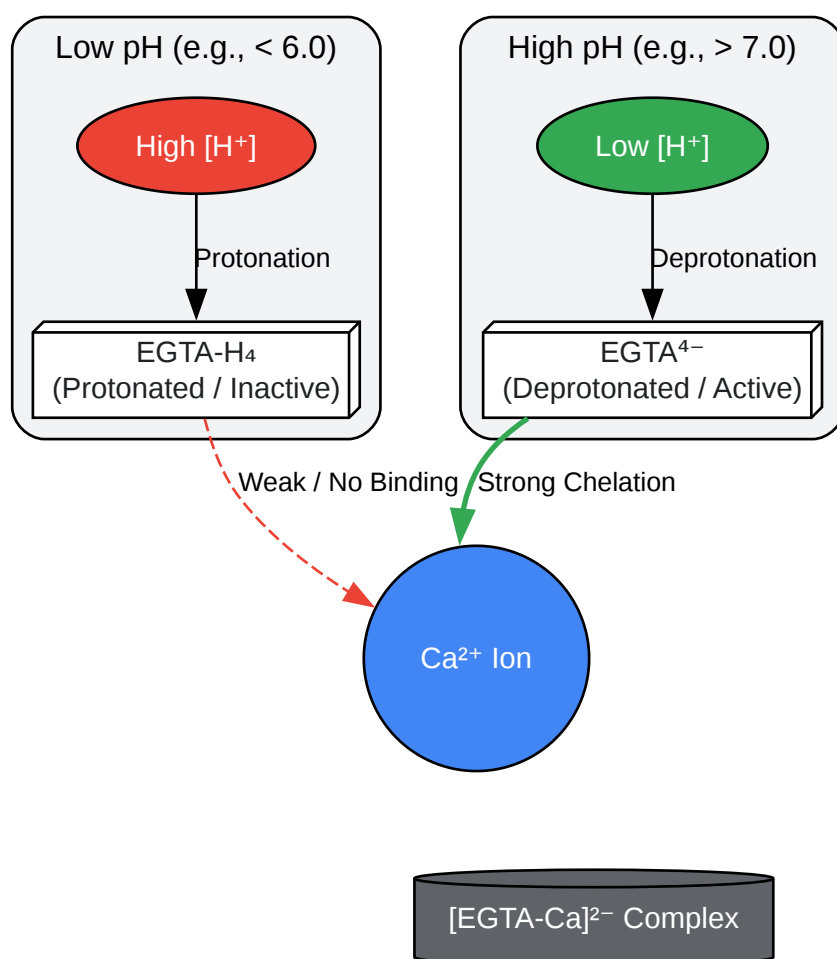 Low pH (e.g., < 6.0)
High [H⁺]
Protonation
EGTA-H₄
(Protonated / Inactive)
High pH (e.g., > 7.0)
Low [H⁺]
Deprotonation
EGTA⁴⁻
(Deprotonated / Active)
Weak / No Binding
Strong Chelation
Ca²⁺ Ion
[EGTA-Ca]²⁻ Complex